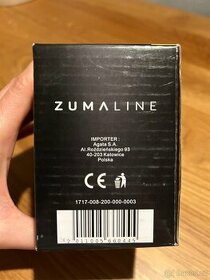 ZUMALINE
IMPORTER :
Agata S.A.
Al.Roździeńskiego 93
40-203 Katowice
Polska
CE
1717-008-200-000-0003